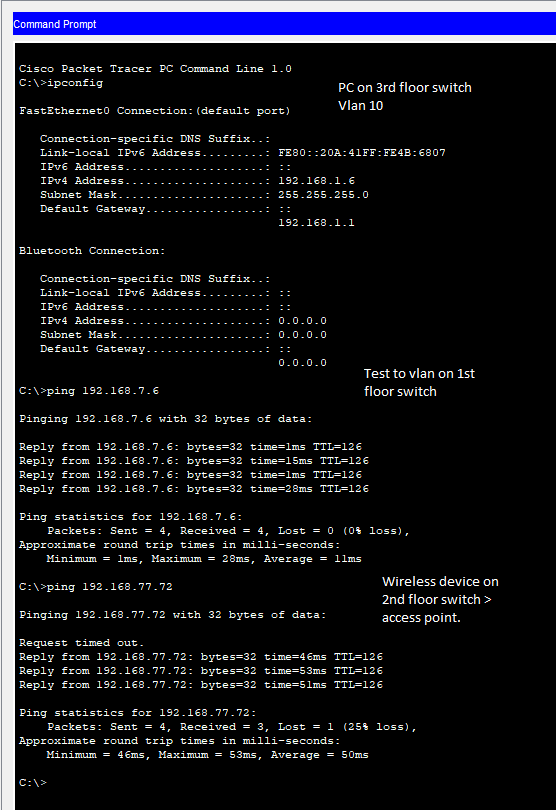 Command Prompt
Cisco Packet Tracer PC Command Line 1.0
C:\>ipconfig
PC on 3rd floor switch
Vlan 10
FastEthernet0 Connection:(default port)
Connection-specific DNS Suffix..:
Link-local IPv6 Address.........: FE80::20A:41FF:FE4B:6807
IPv6 Address....................: ::
IPv4 Address....................: 192.168.1.6
Subnet Mask.....................: 255.255.255.0
Default Gateway.................: ::
192.168.1.1
Bluetooth Connection:
Connection-specific DNS Suffix..:
Link-local IPv6 Address.........: ::
IPv6 Address....................: ::
IPv4 Address....................: 0.0.0.0
Subnet Mask.....................: 0.0.0.0
Default Gateway.................: ::
0.0.0.0
Test to vlan on 1st
floor switch
C:\>ping 192.168.7.6
Pinging 192.168.7.6 with 32 bytes of data:
Reply from 192.168.7.6: bytes=32 time=1ms TTL=126
Reply from 192.168.7.6: bytes=32 time=15ms TTL=126
Reply from 192.168.7.6: bytes=32 time=1ms TTL=126
Reply from 192.168.7.6: bytes=32 time=28ms TTL=126
Ping statistics for 192.168.7.6:
Packets: Sent = 4, Received = 4, Lost = 0 (0% loss),
Approximate round trip times in milli-seconds:
Minimum = 1ms, Maximum = 28ms, Average = 11ms
C:\>ping 192.168.77.72
Wireless device on
2nd floor switch >
access point.
Pinging 192.168.77.72 with 32 bytes of data:
Request timed out.
Reply from 192.168.77.72: bytes=32 time=46ms TTL=126
Reply from 192.168.77.72: bytes=32 time=53ms TTL=126
Reply from 192.168.77.72: bytes=32 time=51ms TTL=126
Ping statistics for 192.168.77.72:
Packets: Sent = 4, Received = 3, Lost = 1 (25% loss),
Approximate round trip times in milli-seconds:
Minimum = 46ms, Maximum = 53ms, Average = 50ms
C:\>